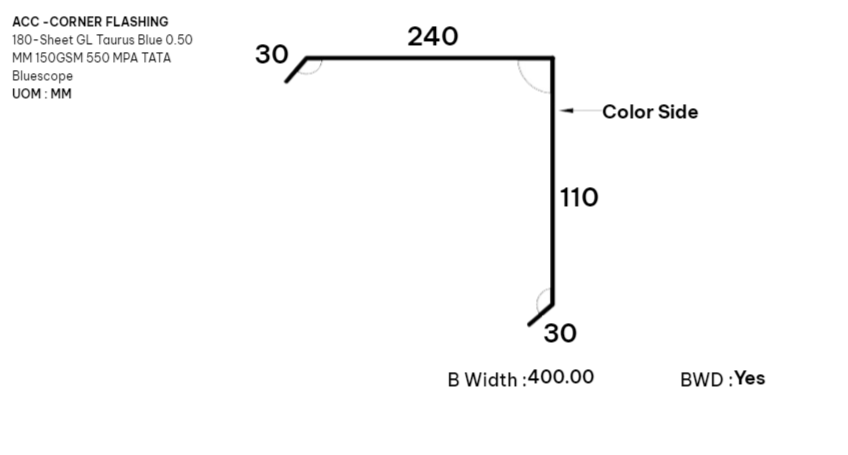 ACC -CORNER FLASHING
180-Sheet GL Taurus Blue 0.50
MM 150GSM 550 MPA TATA
Bluescope
UOM : MM
240
30
Color Side
110
30
B Width :400.00
BWD :Yes